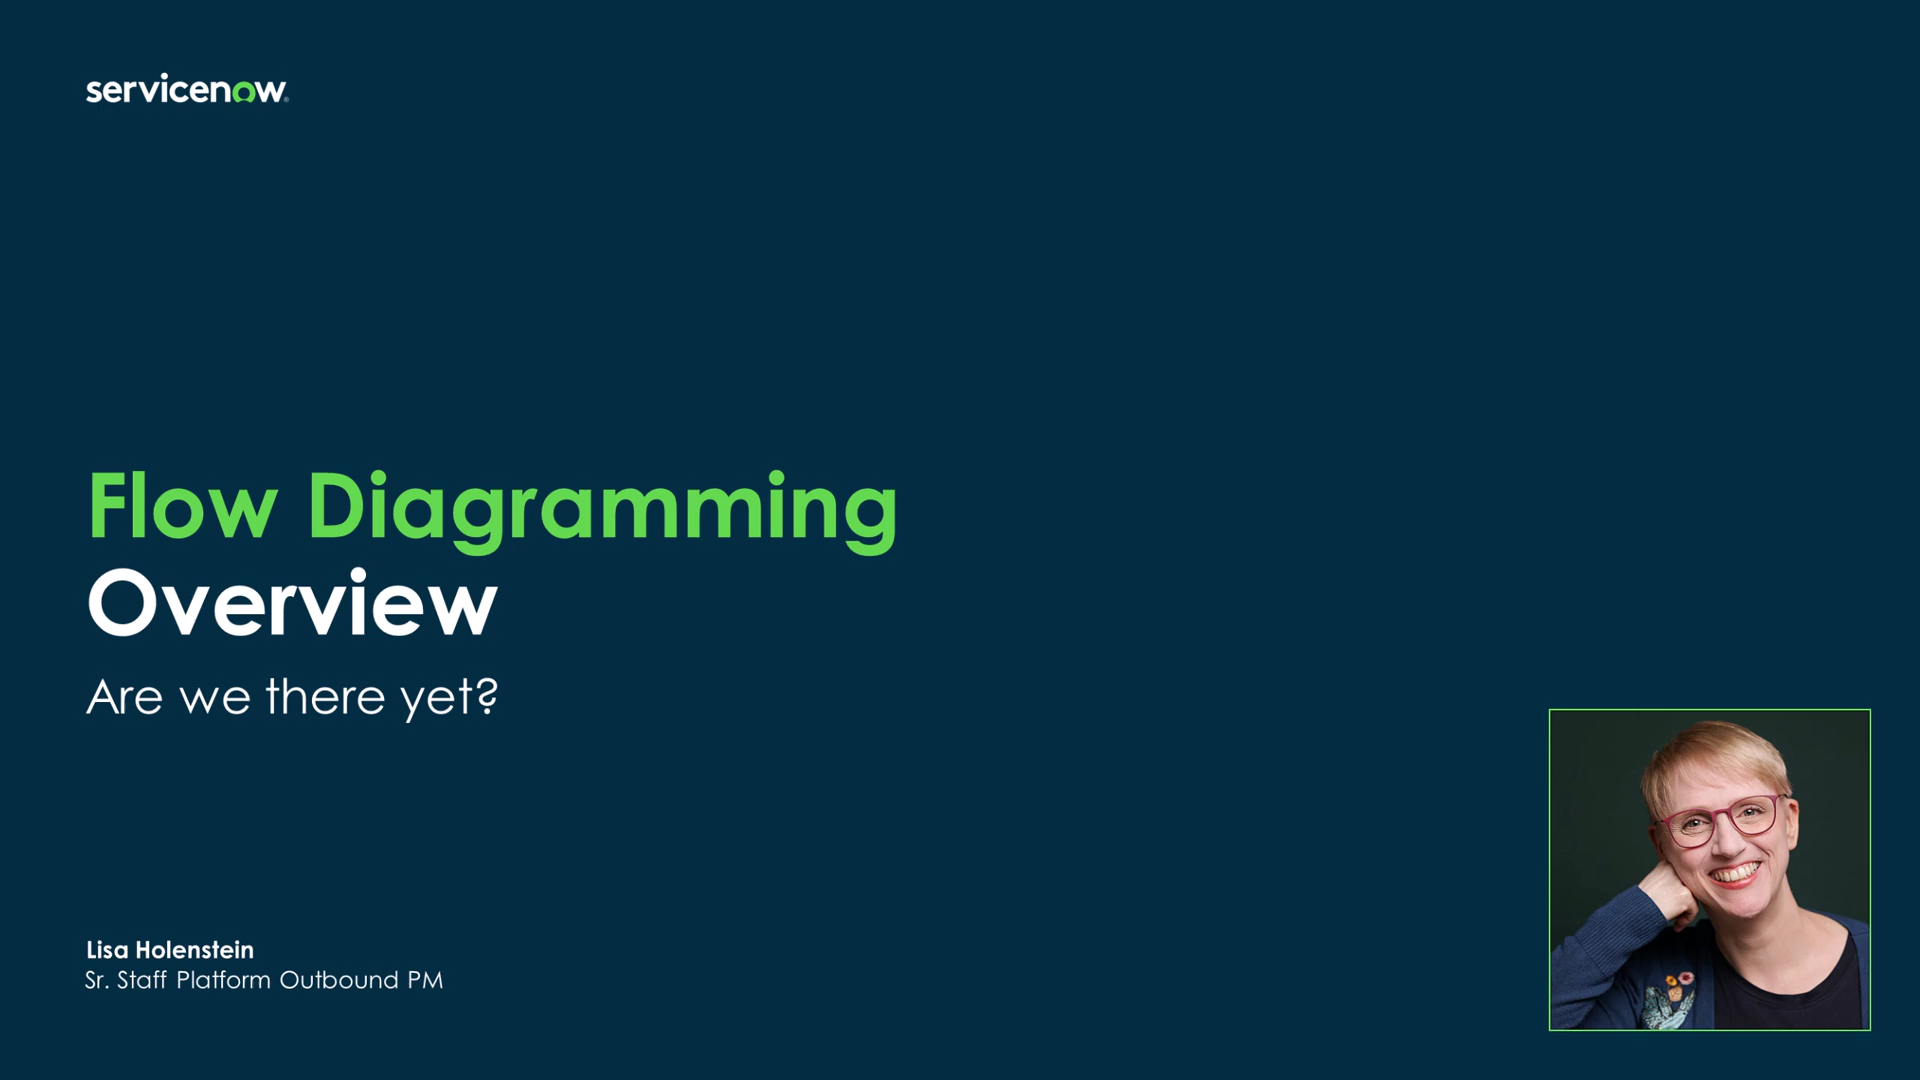 servicenow
Flow Diagramming
Overview
Are we there yet?
Lisa Holenstein
Sr. Staff Platform Outbound PM